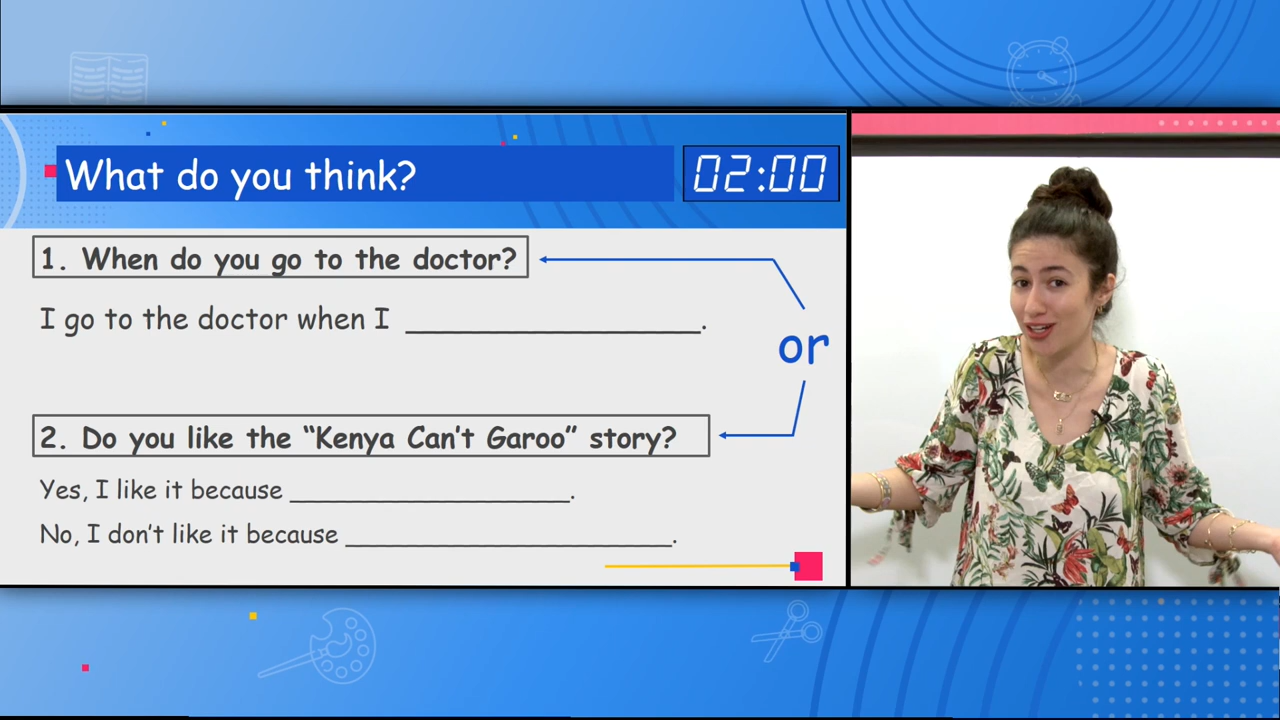 What do you think?
02:00
1. When do you go to the doctor?
I go to the doctor when I ____________________.
or
2. Do you like the “Kenya Can’t Garoo” story?
Yes, I like it because ____________________.
No, I don’t like it because ________________________.